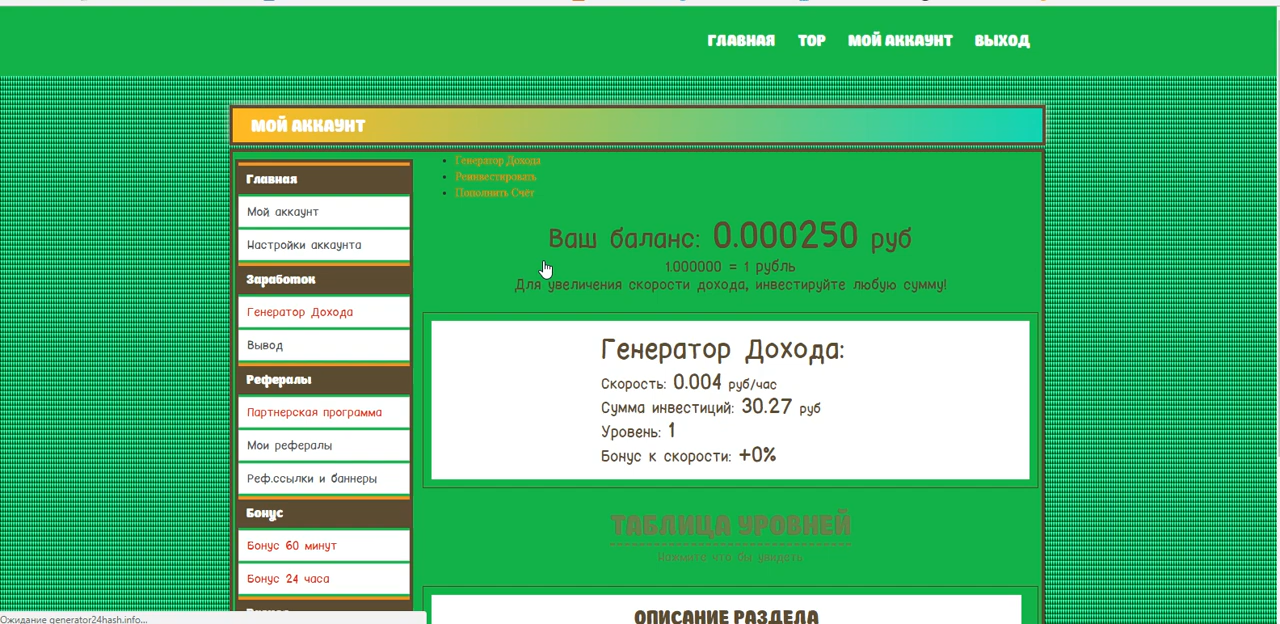 ГЛАВНАЯ TOP МОЙ АККАУНТ ВЫХОД
МОЙ АККАУНТ
Главная
Мой аккаунт
Настройки аккаунта
Заработок
Генератор Дохода
Вывод
Рефералы
Партнерская программа
Мои рефералы
Реф.ссылки и баннеры
Бонус
Бонус 60 минут
Бонус 24 часа
Генератор Дохода
Реинвестировать
Пополнить Счёт
Ваш баланс: 0.000250 руб
1.000000 = 1 рубль
Для увеличения скорости дохода, инвестируйте любую сумму!
Генератор Дохода:
Скорость: 0.004 руб/час
Сумма инвестиций: 30.27 руб
Уровень: 1
Бонус к скорости: +0%
ТАБЛИЦА УРОВНЕЙ
Нажмите что бы увидеть
ОПИСАНИЕ РАЗДЕЛА
Ожидание generator24hash.info...